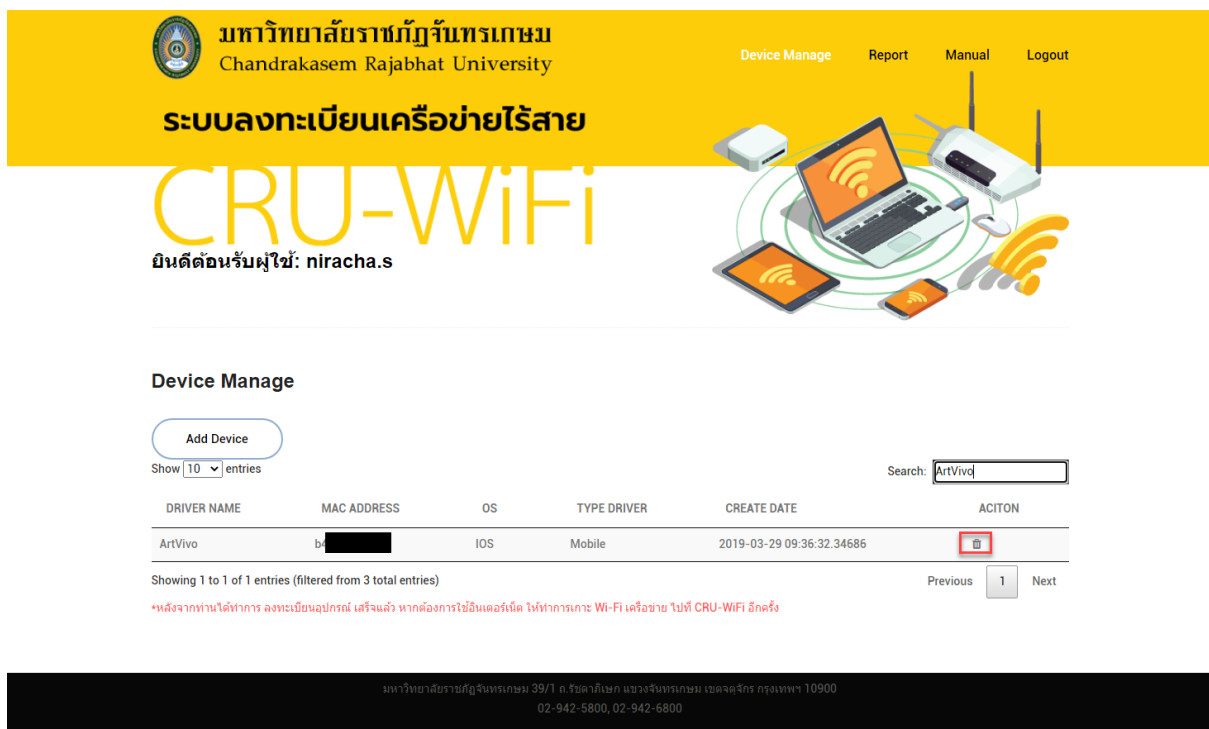 มหาวิทยาลัยราชภัฏจันทรเกษม
Chandrakasem Rajabhat University
Device Manage Report Manual Logout
ระบบลงทะเบียนเครือข่ายไร้สาย
CRU-WiFi
ยินดีต้อนรับผู้ใช้: niracha.s
Device Manage
Add Device
Show 10 entries
Search: ArtVivo
DRIVER NAME MAC ADDRESS OS TYPE DRIVER CREATE DATE ACITON
ArtVivo b4 IOS Mobile 2019-03-29 09:36:32.34686
Showing 1 to 1 of 1 entries (filtered from 3 total entries)
Previous 1 Next
*หลังจากท่านได้ทำการ ลงทะเบียนอุปกรณ์ เสร็จแล้ว หากต้องการใช้อินเตอร์เน็ต ให้ทำการเกาะ Wi-Fi เครือข่าย ไปที่ CRU-WiFi อีกครั้ง
มหาวิทยาลัยราชภัฏจันทรเกษม 39/1 ถ.รัชดาภิเษก แขวงจันทรเกษม เขตจตุจักร กรุงเทพฯ 10900
02-942-5800, 02-942-6800